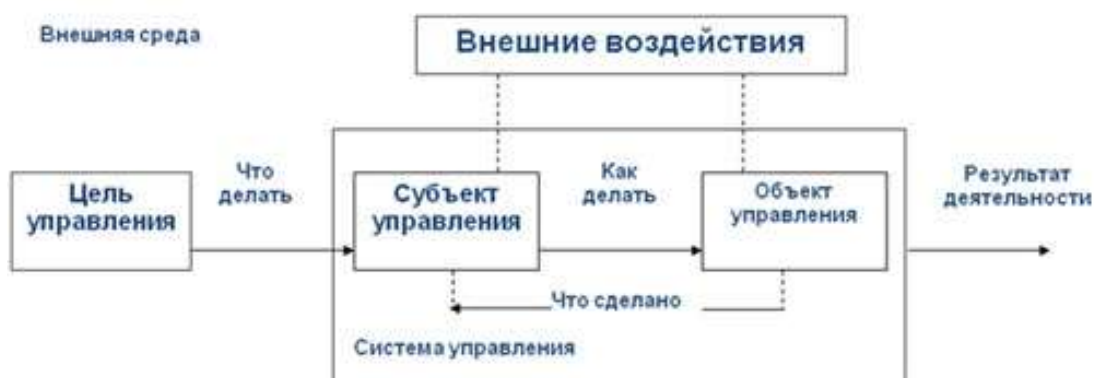 Внешняя среда
Внешние воздействия
Что
делать
Как
делать
Результат
деятельности
Цель
управления
Субъект
управления
Объект
управления
Что сделано
Система управления